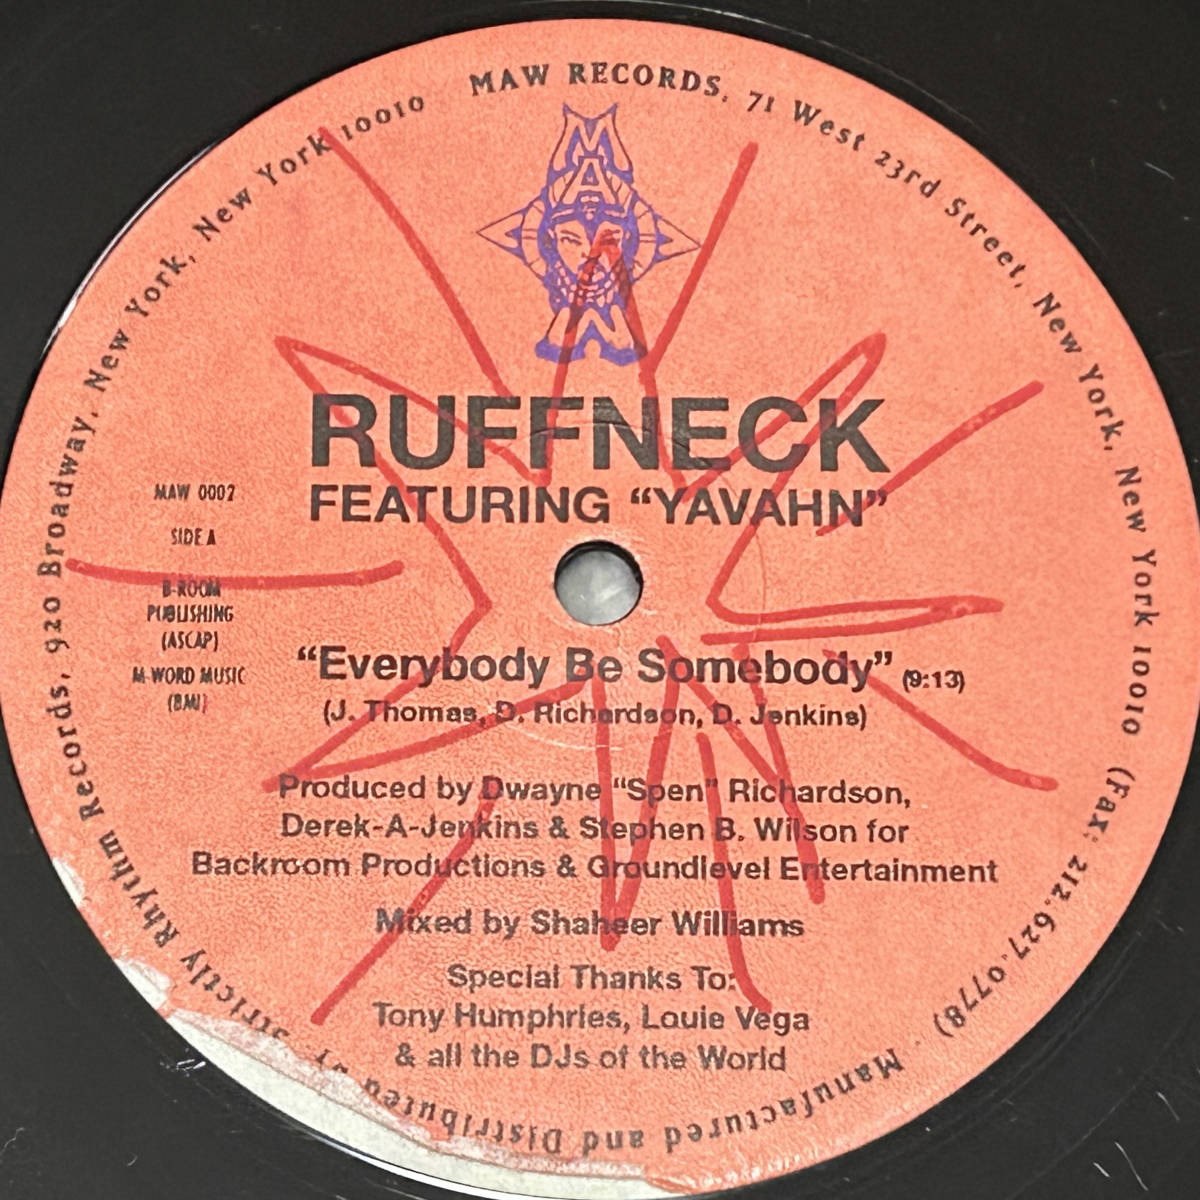 MAW RECORDS, 71 West 23rd Street, New York, New York 10010 (Fax: 212.627.0778) · Manufactured and Distributed by Strictly Rhythm Records, 920 Broadway, New York, New York 10010
MAW
RUFFNECK
FEATURING “YAVAHN”
MAW 0002
SIDE A
B-ROOM
PUBLISHING
(ASCAP)
M-WORD MUSIC
(BMI)
“Everybody Be Somebody” (9:13)
(J. Thomas, D. Richardson, D. Jenkins)
Produced by Dwayne “Spen” Richardson,
Derek-A-Jenkins & Stephen B. Wilson for
Backroom Productions & Groundlevel Entertainment
Mixed by Shaheer Williams
Special Thanks To:
Tony Humphries, Louie Vega
& all the DJs of the World